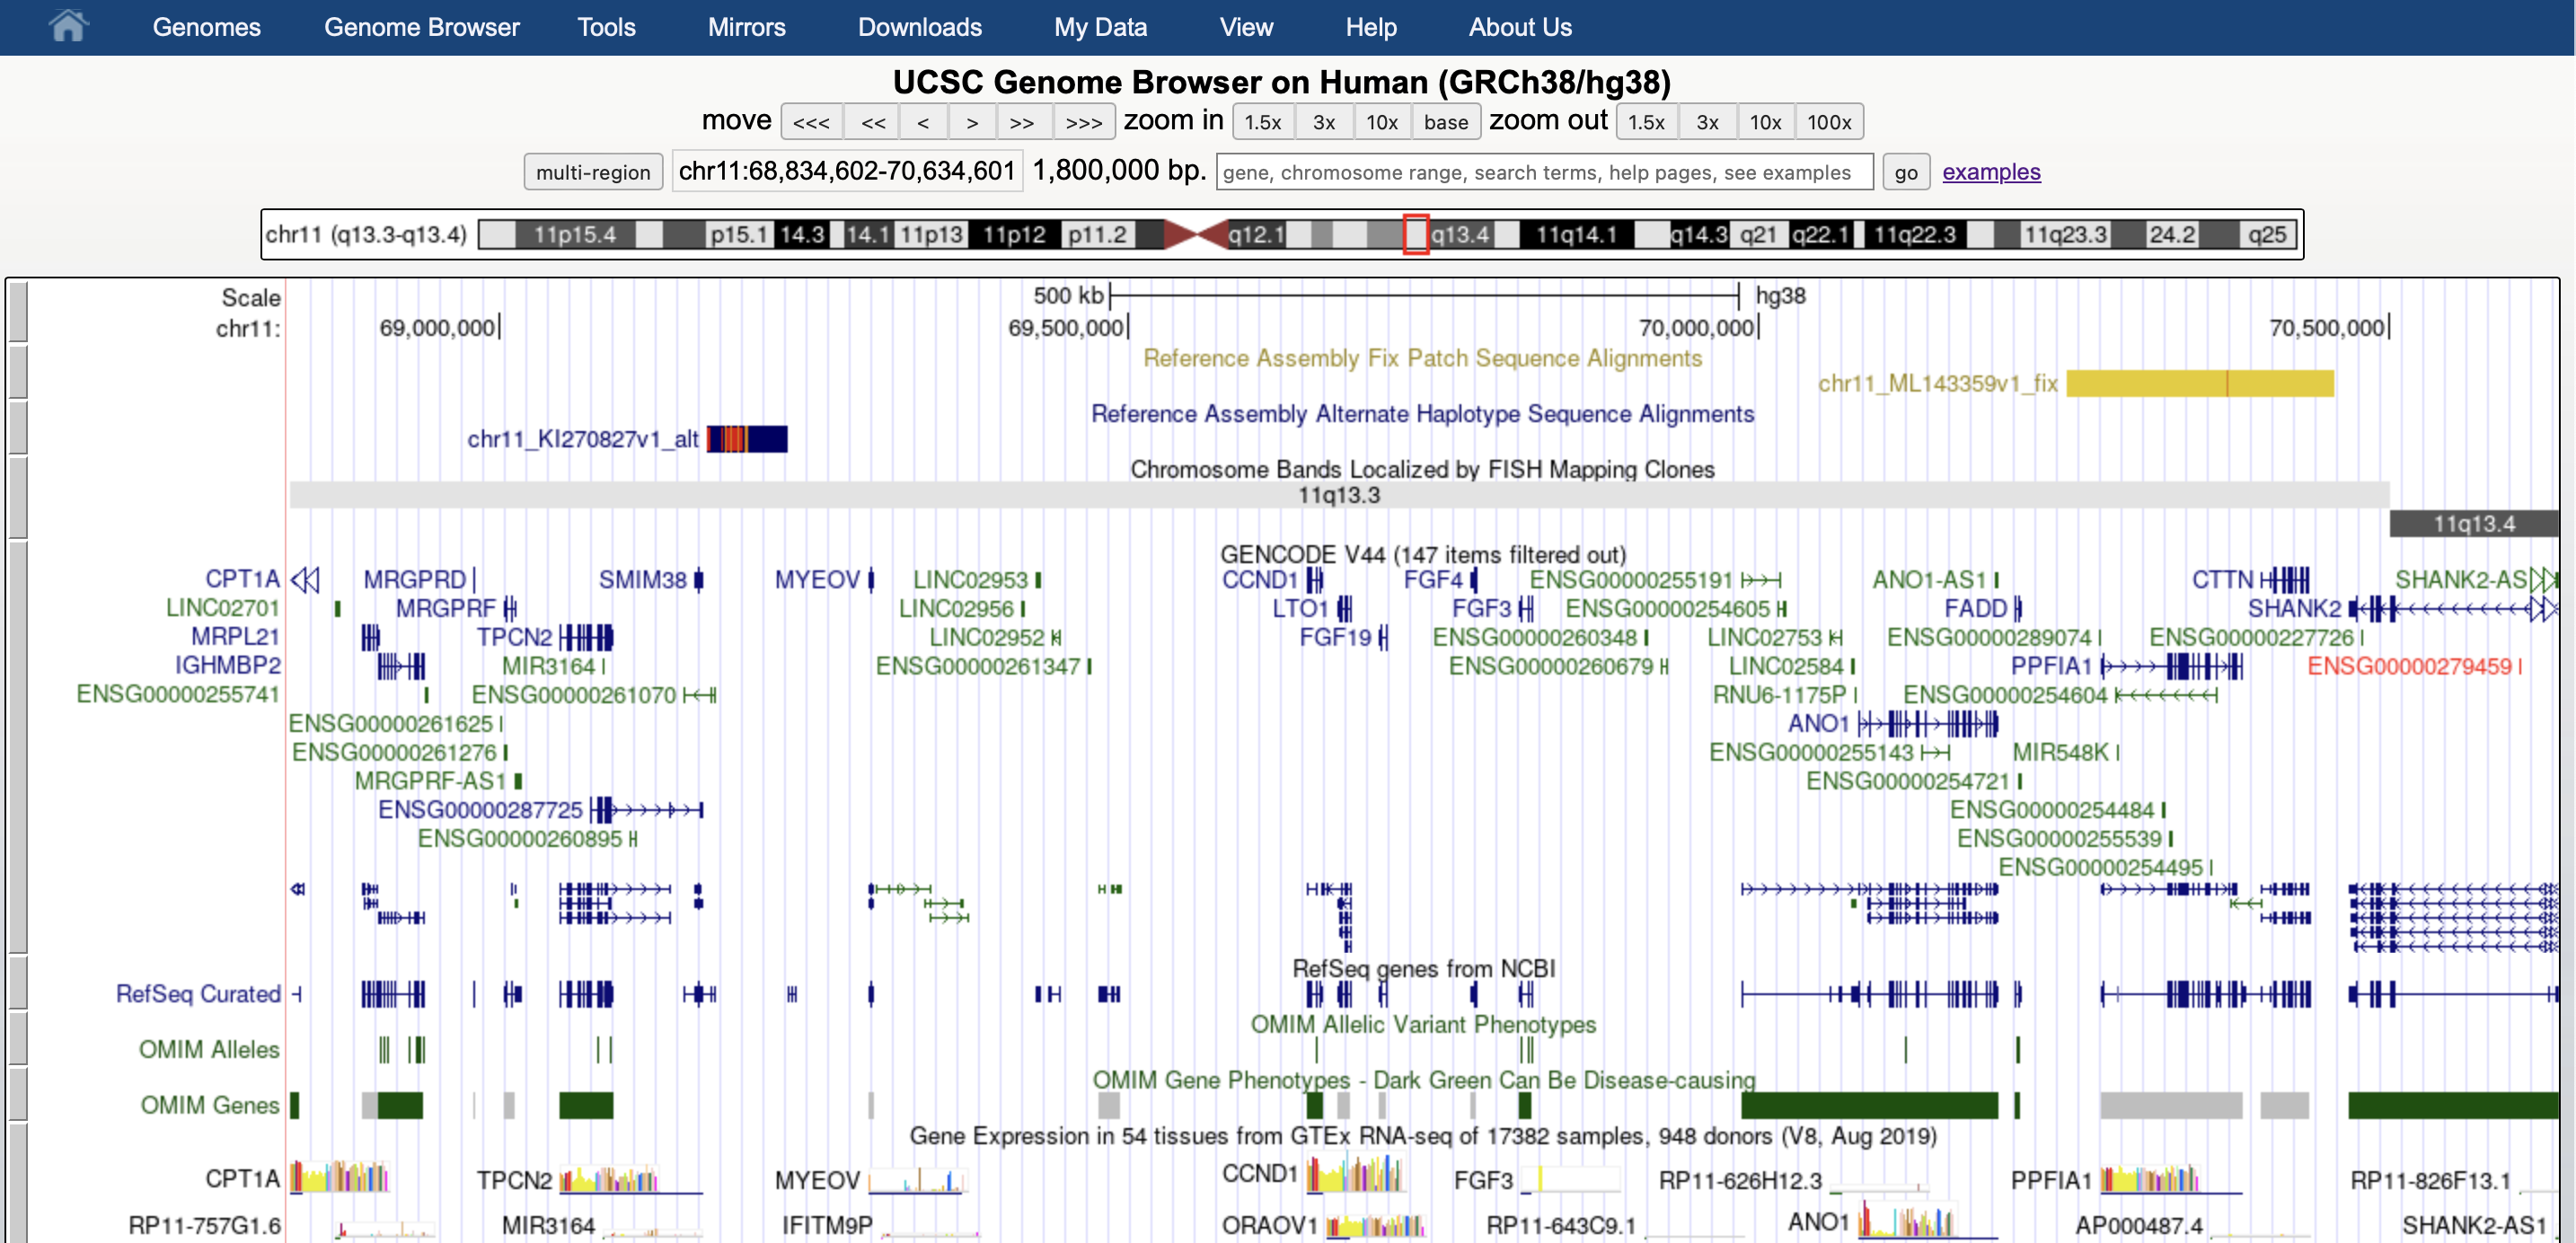 Genomes Genome Browser Tools Mirrors Downloads My Data View Help About Us
UCSC Genome Browser on Human (GRCh38/hg38)
move <<< << < > >> >>> zoom in 1.5x 3x 10x base zoom out 1.5x 3x 10x 100x
multi-region chr11:68,834,602-70,634,601 1,800,000 bp. gene, chromosome range, search terms, help pages, see examples go examples
chr11 (q13.3-q13.4) 11p15.4 p15.1 14.3 14.1 11p13 11p12 p11.2 q12.1 q13.4 11q14.1 q14.3 q21 q22.1 11q22.3 11q23.3 24.2 q25
Scale 500 kb hg38
chr11: 69,000,000 69,500,000 70,000,000 70,500,000
Reference Assembly Fix Patch Sequence Alignments
chr11_ML143359v1_fix
Reference Assembly Alternate Haplotype Sequence Alignments
chr11_KI270827v1_alt
Chromosome Bands Localized by FISH Mapping Clones
11q13.3
11q13.4
GENCODE V44 (147 items filtered out)
CPT1A MRGPRD SMIM38 MYEOV LINC02953 CCND1 FGF4 ENSG00000255191 ANO1-AS1 CTTN SHANK2-AS
LINC02701 MRGPRF LINC02956 LTO1 FGF3 ENSG00000254605 FADD SHANK2
MRPL21 TPCN2 LINC02952 FGF19 ENSG00000260348 LINC02753 ENSG00000289074 ENSG00000227726
IGHMBP2 MIR3164 ENSG00000261347 ENSG00000260679 LINC02584 PPFIA1 ENSG00000279459
ENSG00000255741 ENSG00000261070 RNU6-1175P ENSG00000254604
ENSG00000261625 ANO1
ENSG00000261276 ENSG00000255143 MIR548K
MRGPRF-AS1 ENSG00000254721
ENSG00000287725 ENSG00000254484
ENSG00000260895 ENSG00000255539
ENSG00000254495
RefSeq genes from NCBI
RefSeq Curated
OMIM Allelic Variant Phenotypes
OMIM Alleles
OMIM Gene Phenotypes - Dark Green Can Be Disease-causing
OMIM Genes
Gene Expression in 54 tissues from GTEx RNA-seq of 17382 samples, 948 donors (V8, Aug 2019)
CPT1A TPCN2 MYEOV CCND1 FGF3 RP11-626H12.3 PPFIA1 RP11-826F13.1
RP11-757G1.6 MIR3164 IFITM9P ORAOV1 RP11-643C9.1 ANO1 AP000487.4 SHANK2-AS1